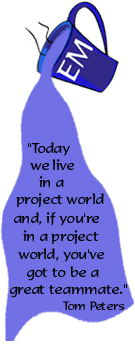 EM
"Today
we live
in a
project world
and, if you're
in a project
world, you've
got to be a
great teammate."
Tom Peters